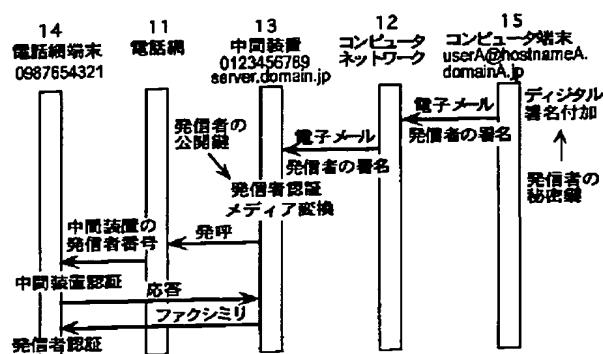 14
電話網端末
0987654321
11
電話網
13
中間装置
0123456789
server.domain.jp
12
コンピュータ
ネットワーク
15
コンピュータ端末
userA@hostnameA.
domainA.jp
ディジタル
署名付加
電子メール
発信者の署名
発信者の
秘密鍵
電子メール
発信者の署名
発信者の
公開鍵
発信者認証
メディア変換
発呼
中間装置の
発信者番号
中間装置認証
応答
ファクシミリ
発信者認証